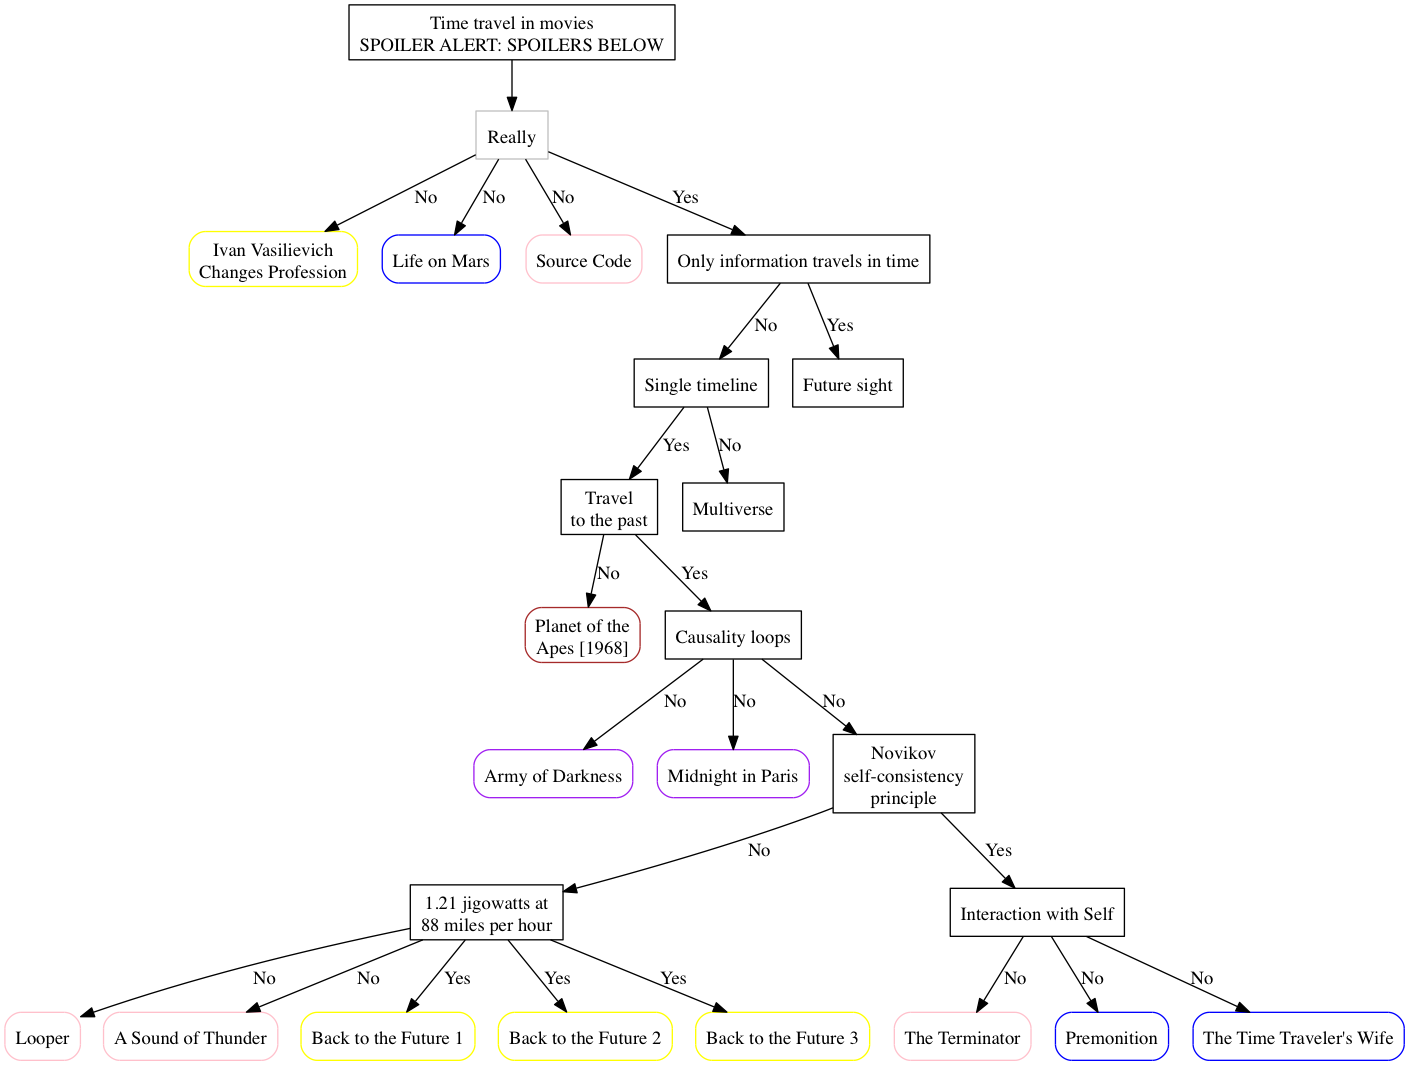 Time travel in movies
SPOILER ALERT: SPOILERS BELOW
Really
No
No
No
Yes
Ivan Vasilievich
Changes Profession
Life on Mars
Source Code
Only information travels in time
No
Yes
Single timeline
Future sight
Yes
No
Travel
to the past
Multiverse
No
Yes
Planet of the
Apes [1968]
Causality loops
No
No
No
Army of Darkness
Midnight in Paris
Novikov
self-consistency
principle
No
Yes
1.21 jigowatts at
88 miles per hour
Interaction with Self
No
No
Yes
Yes
Yes
No
No
No
Looper
A Sound of Thunder
Back to the Future 1
Back to the Future 2
Back to the Future 3
The Terminator
Premonition
The Time Traveler's Wife